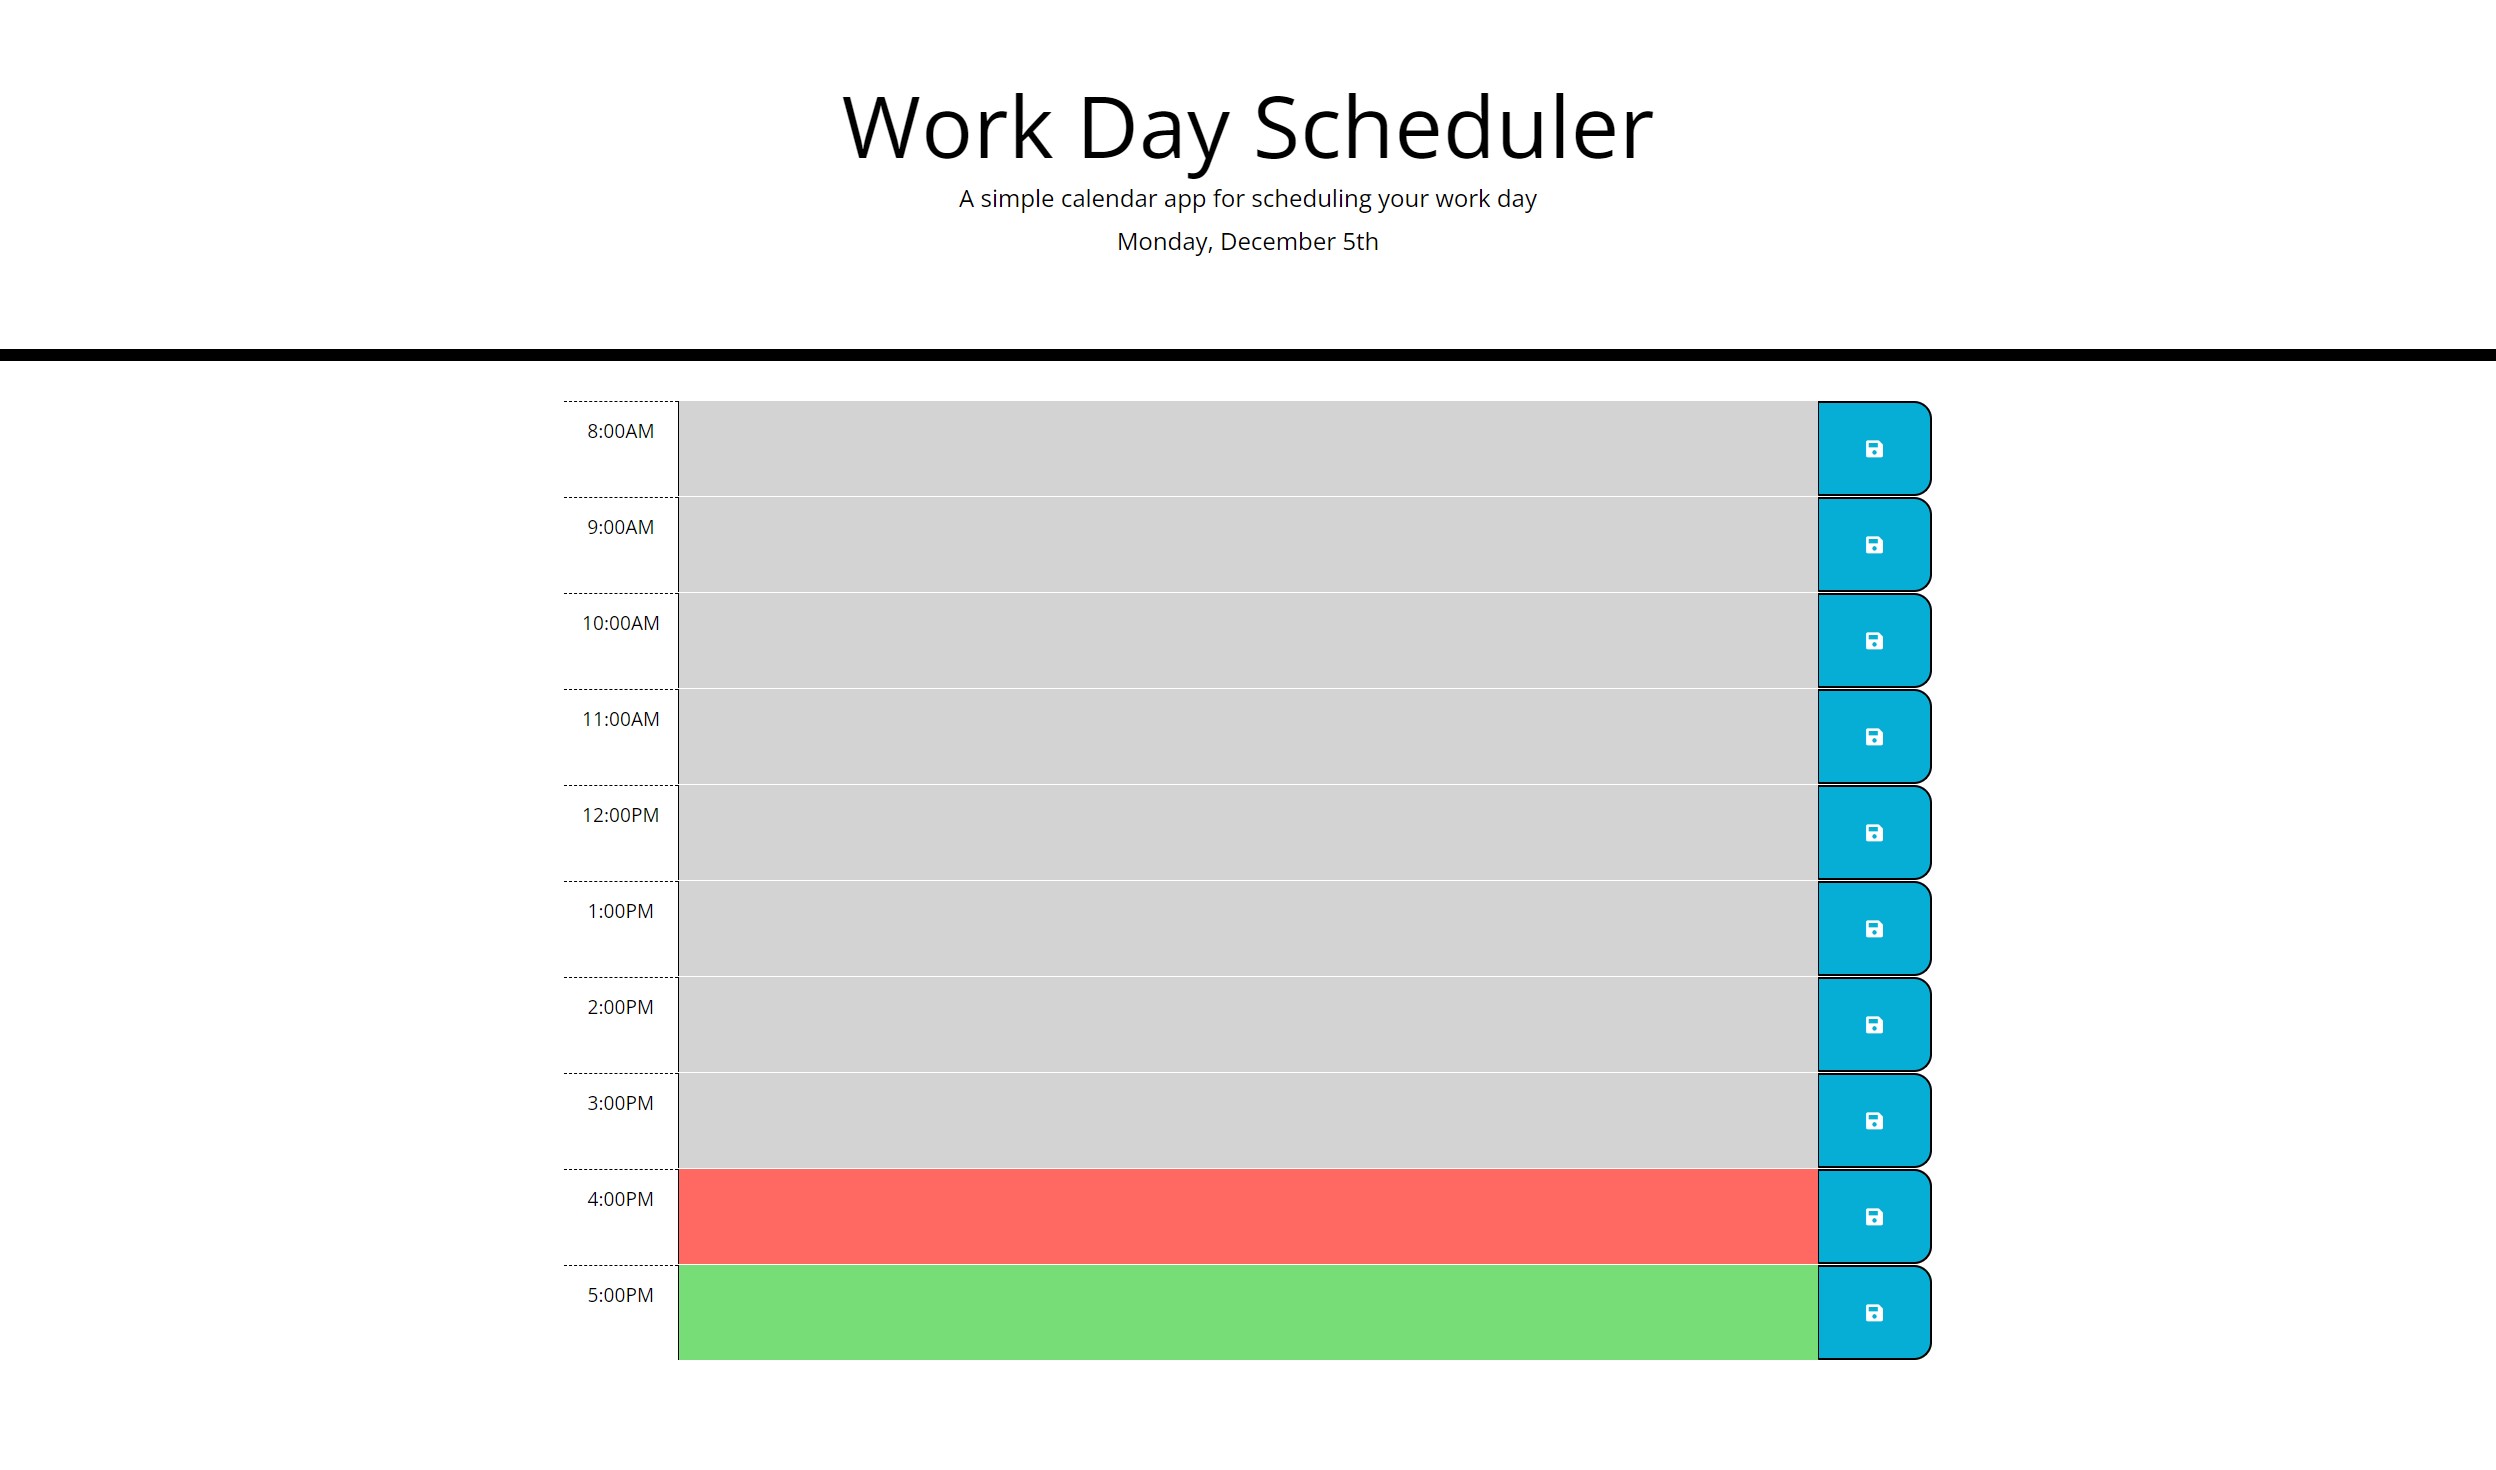 Work Day Scheduler
A simple calendar app for scheduling your work day
Monday, December 5th
8:00AM
9:00AM
10:00AM
11:00AM
12:00PM
1:00PM
2:00PM
3:00PM
4:00PM
5:00PM